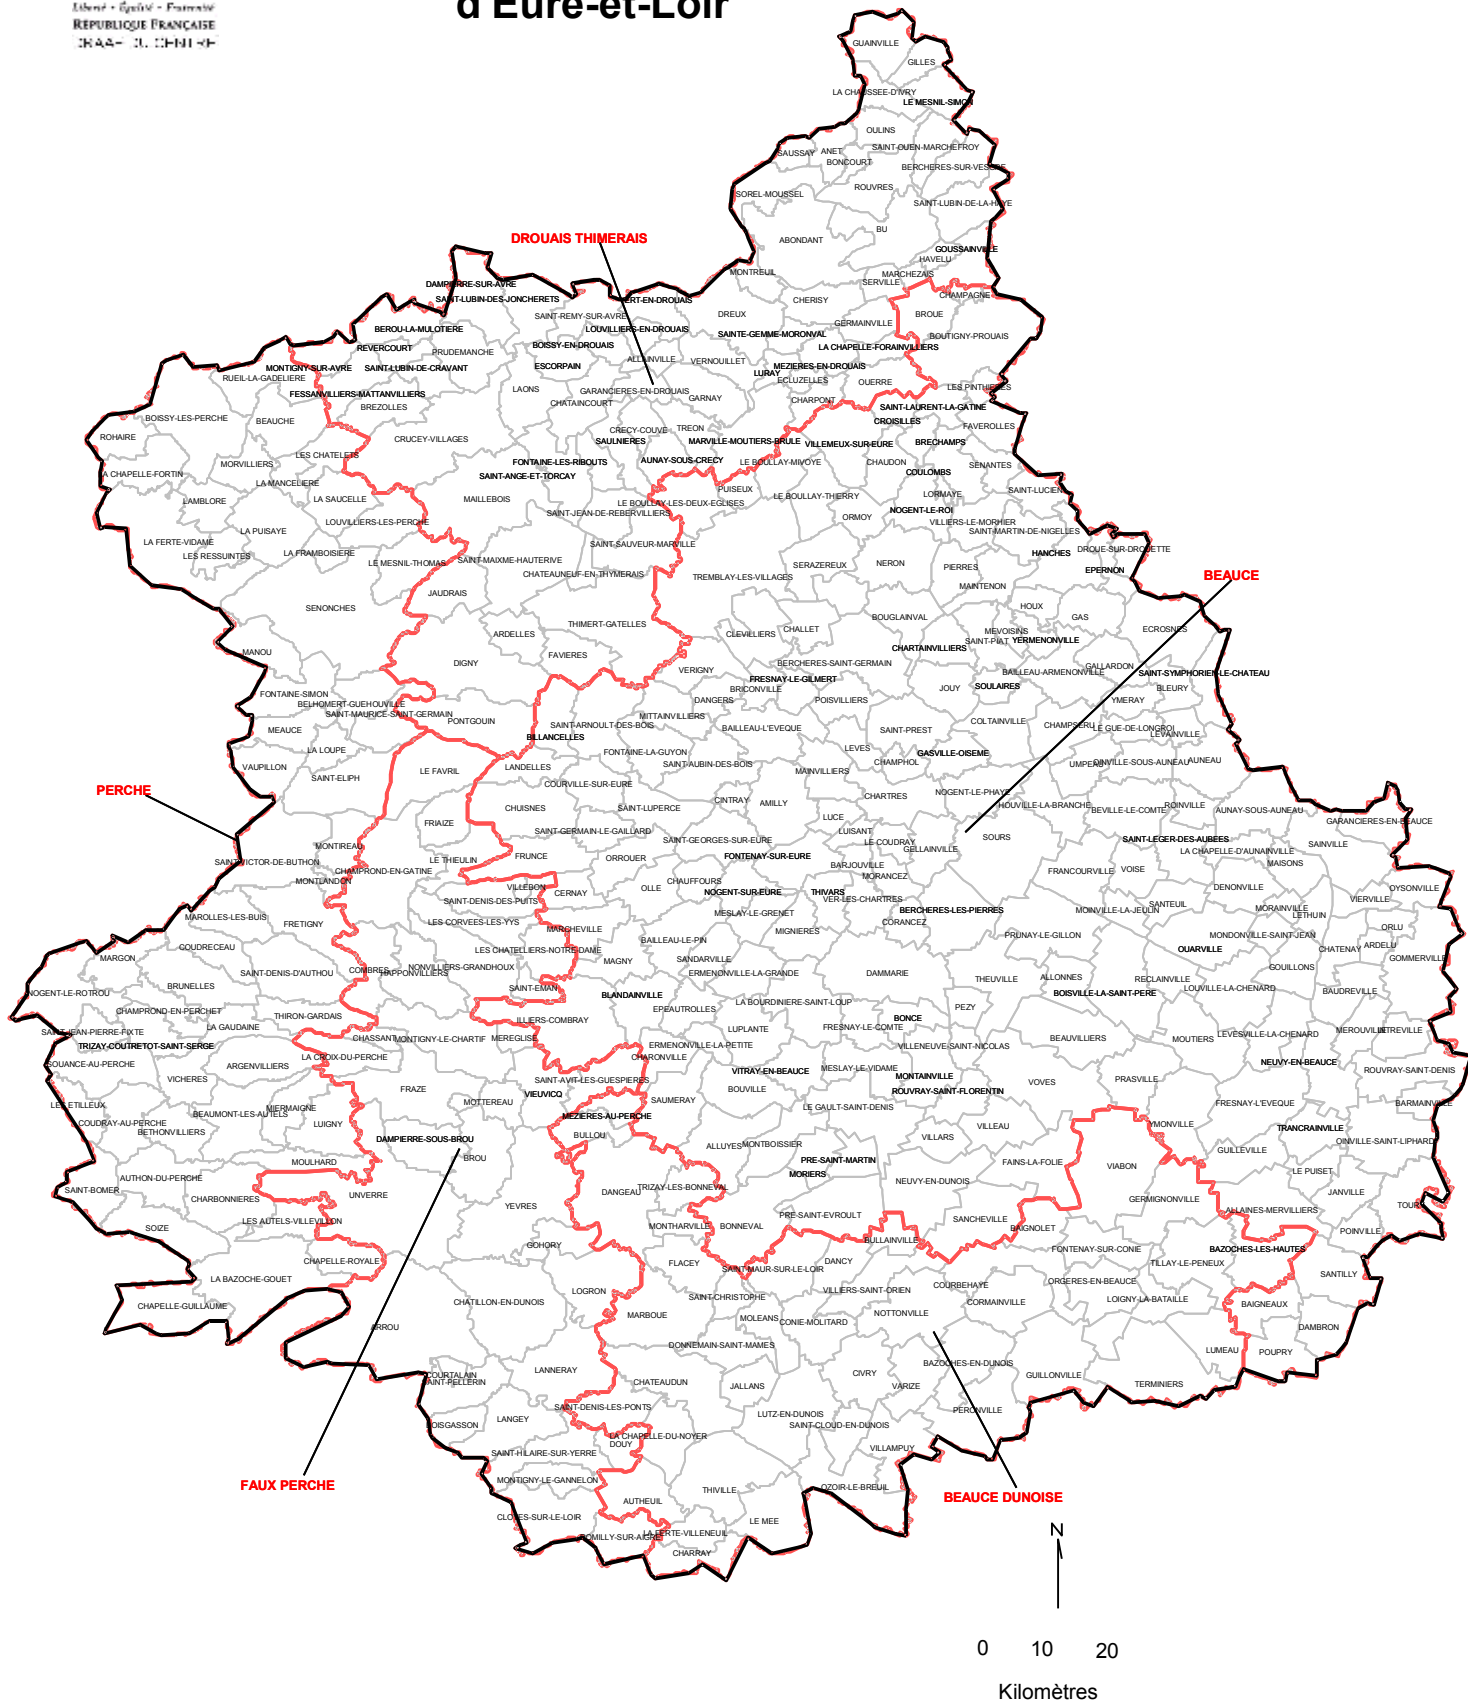 Liberté • Égalité • Fraternité
RÉPUBLIQUE FRANÇAISE
DRAAF DU CENTRE
d'Eure-et-Loir
GUAINVILLE
GILLES
LA CHAUSSEE-D'IVRY
LE MESNIL-SIMON
OULINS
SAUSSAY
ANET
SAINT-OUEN-MARCHEFROY
BONCOURT
BERCHERES-SUR-VESGRE
SOREL-MOUSSEL
ROUVRES
SAINT-LUBIN-DE-LA-HAYE
BU
DROUAIS THIMERAIS
ABONDANT
GOUSSAINVILLE
HAVELU
MONTREUIL
MARCHEZAIS
SERVILLE
DAMPIERRE-SUR-AVRE
SAINT-LUBIN-DES-JONCHERETS
VERT-EN-DROUAIS
CHERISY
CHAMPAGNE
SAINT-REMY-SUR-AVRE
DREUX
BROUE
BEROU-LA-MULOTIERE
LOUVILLIERS-EN-DROUAIS
SAINTE-GEMME-MORONVAL
GERMAINVILLE
BOUTIGNY-PROUAIS
REVERCOURT
PRUDEMANCHE
BOISSY-EN-DROUAIS
LA CHAPELLE-FORAINVILLIERS
MONTIGNY-SUR-AVRE
SAINT-LUBIN-DE-CRAVANT
ESCORPAIN
ALLAINVILLE
VERNOUILLET
LURAY
MEZIERES-EN-DROUAIS
RUEIL-LA-GADELIERE
ECLUZELLES
OUERRE
LES PINTHIERES
FESSANVILLIERS-MATTANVILLIERS
LAONS
GARANCIERES-EN-DROUAIS
GARNAY
CHARPONT
BREZOLLES
CHATAINCOURT
SAINT-LAURENT-LA-GATINE
BOISSY-LES-PERCHE
BEAUCHE
CROISILLES
FAVEROLLES
ROHAIRE
CRUCEY-VILLAGES
CRECY-COUVE
TREON
SAULNIERES
MARVILLE-MOUTIERS-BRULE
VILLEMEUX-SUR-EURE
BRECHAMPS
LES CHATELETS
MORVILLIERS
FONTAINE-LES-RIBOUTS
AUNAY-SOUS-CRECY
LE BOULLAY-MIVOYE
CHAUDON
SENANTES
LA CHAPELLE-FORTIN
SAINT-ANGE-ET-TORCAY
COULOMBS
LA MANCELIERE
PUISEUX
LORMAYE
SAINT-LUCIEN
LAMBLORE
LA SAUCELLE
MAILLEBOIS
LE BOULLAY-LES-DEUX-EGLISES
LE BOULLAY-THIERRY
NOGENT-LE-ROI
SAINT-JEAN-DE-REBERVILLIERS
ORMOY
LOUVILLIERS-LES-PERCHE
VILLIERS-LE-MORHIER
LA PUISAYE
SAINT-MARTIN-DE-NIGELLES
LA FERTE-VIDAME
SAINT-SAUVEUR-MARVILLE
LES RESSUINTES
LA FRAMBOISIERE
LE MESNIL-THOMAS
SAINT-MAIXME-HAUTERIVE
HANCHES
DROUE-SUR-DROUETTE
SERAZEREUX
NERON
PIERRES
EPERNON
CHATEAUNEUF-EN-THYMERAIS
TREMBLAY-LES-VILLAGES
BEAUCE
JAUDRAIS
MAINTENON
SENONCHES
HOUX
GAS
THIMERT-GATELLES
BOUGLAINVAL
CLEVILLIERS
CHALLET
MEVOISINS
ECROSNES
ARDELLES
SAINT-PIAT
YERMENONVILLE
CHARTAINVILLIERS
MANOU
DIGNY
FAVIERES
VERIGNY
BERCHERES-SAINT-GERMAIN
GALLARDON
BAILLEAU-ARMENONVILLE
SAINT-SYMPHORIEN-LE-CHATEAU
FRESNAY-LE-GILMERT
BRICONVILLE
JOUY
SOULAIRES
BLEURY
FONTAINE-SIMON
BELHOMERT-GUEHOUVILLE
SAINT-MAURICE-SAINT-GERMAIN
DANGERS
POISVILLIERS
YMERAY
PONTGOUIN
SAINT-ARNOULT-DES-BOIS
MITTAINVILLIERS
BAILLEAU-L'EVEQUE
SAINT-PREST
COLTAINVILLE
CHAMPSERU
LE GUE-DE-LONGROI
LEVAINVILLE
MEAUCE
BILLANCELLES
LA LOUPE
FONTAINE-LA-GUYON
LEVES
GASVILLE-OISEME
VAUPILLON
SAINT-ELIPH
LE FAVRIL
LANDELLES
SAINT-AUBIN-DES-BOIS
MAINVILLIERS
CHAMPHOL
UMPEAU
OINVILLE-SOUS-AUNEAU
AUNEAU
PERCHE
COURVILLE-SUR-EURE
CHARTRES
NOGENT-LE-PHAYE
CHUISNES
SAINT-LUPERCE
CINTRAY
AMILLY
HOUVILLE-LA-BRANCHE
BEVILLE-LE-COMTE
ROINVILLE
AUNAY-SOUS-AUNEAU
FRIAIZE
SAINT-GERMAIN-LE-GAILLARD
LUCE
LUISANT
GARANCIERES-EN-BEAUCE
MONTIREAU
SAINT-GEORGES-SUR-EURE
LE COUDRAY
GELLAINVILLE
SOURS
SAINT-LEGER-DES-AUBEES
SAINVILLE
SAINT-VICTOR-DE-BUTHON
LE THIEULIN
FRUNCE
ORROUER
FONTENAY-SUR-EURE
BARJOUVILLE
LA CHAPELLE-D'AUNAINVILLE
MAISONS
MONTLANDON
CHAMPROND-EN-GATINE
MORANCEZ
FRANCOURVILLE
VOISE
VILLEBON
CERNAY
OLLE
CHAUFFOURS
NOGENT-SUR-EURE
THIVARS
VER-LES-CHARTRES
DENONVILLE
OYSONVILLE
SAINT-DENIS-DES-PUITS
VIERVILLE
MAROLLES-LES-BUIS
FRETIGNY
LES CORVEES-LES-YYS
MESLAY-LE-GRENET
BERCHERES-LES-PIERRES
CORANCEZ
MOINVILLE-LA-JEULIN
SANTEUIL
MORAINVILLE
LETHUIN
MARCHEVILLE
MIGNIERES
ORLU
COUDRECEAU
LES CHATELLIERS-NOTRE-DAME
BAILLEAU-LE-PIN
PRUNAY-LE-GILLON
MONDONVILLE-SAINT-JEAN
OUARVILLE
CHATENAY
ARDELU
MARGON
MAGNY
SANDARVILLE
GOMMERVILLE
SAINT-DENIS-D'AUTHOU
COMBRES
HAPPONVILLIERS
NONVILLIERS-GRANDHOUX
ERMENONVILLE-LA-GRANDE
DAMMARIE
THEUVILLE
ALLONNES
RECLAINVILLE
GOUILLONS
NOGENT-LE-ROTROU
BRUNELLES
SAINT-EMAN
BLANDAINVILLE
BOISVILLE-LA-SAINT-PERE
LOUVILLE-LA-CHENARD
BAUDREVILLE
CHAMPROND-EN-PERCHET
THIRON-GARDAIS
EPEAUTROLLES
LA BOURDINIERE-SAINT-LOUP
PEZY
ILLIERS-COMBRAY
BONCE
SAINT-JEAN-PIERRE-FIXTE
LA GAUDAINE
LUPLANTE
FRESNAY-LE-COMTE
MEROUVILLE
INTREVILLE
TRIZAY-COUTRETOT-SAINT-SERGE
CHASSANT
MONTIGNY-LE-CHARTIF
MEREGLISE
ERMENONVILLE-LA-PETITE
VILLENEUVE-SAINT-NICOLAS
BEAUVILLIERS
MOUTIERS
LEVESVILLE-LA-CHENARD
SOUANCE-AU-PERCHE
ARGENVILLIERS
LA CROIX-DU-PERCHE
CHARONVILLE
NEUVY-EN-BEAUCE
VICHERES
SAINT-AVIT-LES-GUESPIERES
VITRAY-EN-BEAUCE
MESLAY-LE-VIDAME
MONTAINVILLE
ROUVRAY-SAINT-DENIS
FRAZE
VIEUVICQ
BOUVILLE
ROUVRAY-SAINT-FLORENTIN
VOVES
PRASVILLE
LES ETILLEUX
MIERMAIGNE
MOTTEREAU
SAUMERAY
LE GAULT-SAINT-DENIS
FRESNAY-L'EVEQUE
BARMAINVILLE
COUDRAY-AU-PERCHE
BEAUMONT-LES-AUTELS
LUIGNY
MEZIERES-AU-PERCHE
BETHONVILLIERS
DAMPIERRE-SOUS-BROU
BULLOU
VILLARS
VILLEAU
YMONVILLE
TRANCRAINVILLE
ALLUYES
MONTBOISSIER
GUILLEVILLE
OINVILLE-SAINT-LIPHARD
MOULHARD
BROU
PRE-SAINT-MARTIN
FAINS-LA-FOLIE
VIABON
MORIERS
LE PUISET
AUTHON-DU-PERCHE
NEUVY-EN-DUNOIS
SAINT-BOMER
CHARBONNIERES
UNVERRE
DANGEAU
TRIZAY-LES-BONNEVAL
GERMIGNONVILLE
JANVILLE
YEVRES
TOURY
SOIZE
LES AUTELS-VILLEVILLON
MONTHARVILLE
BONNEVAL
PRE-SAINT-EVROULT
SANCHEVILLE
ALLAINES-MERVILLIERS
BAIGNOLET
POINVILLE
GOHORY
BULLAINVILLE
FONTENAY-SUR-CONIE
BAZOCHES-LES-HAUTES
CHAPELLE-ROYALE
FLACEY
SAINT-MAUR-SUR-LE-LOIR
DANCY
TILLAY-LE-PENEUX
SANTILLY
LA BAZOCHE-GOUET
LOGRON
VILLIERS-SAINT-ORIEN
COURBEHAYE
ORGERES-EN-BEAUCE
CHAPELLE-GUILLAUME
CHATILLON-EN-DUNOIS
SAINT-CHRISTOPHE
CORMAINVILLE
LOIGNY-LA-BATAILLE
BAIGNEAUX
ARROU
MARBOUE
MOLEANS
CONIE-MOLITARD
NOTTONVILLE
DAMBRON
DONNEMAIN-SAINT-MAMES
LUMEAU
POUPRY
COURTALAIN
SAINT-PELLERIN
LANNERAY
CHATEAUDUN
JALLANS
CIVRY
BAZOCHES-EN-DUNOIS
GUILLONVILLE
VARIZE
TERMINIERS
SAINT-DENIS-LES-PONTS
PERONVILLE
BOISGASSON
LANGEY
LUTZ-EN-DUNOIS
SAINT-CLOUD-EN-DUNOIS
LA CHAPELLE-DU-NOYER
DOUY
VILLAMPUY
SAINT-HILAIRE-SUR-YERRE
FAUX PERCHE
MONTIGNY-LE-GANNELON
THIVILLE
OZOIR-LE-BREUIL
BEAUCE DUNOISE
AUTHEUIL
CLOYES-SUR-LE-LOIR
LE MEE
ROMILLY-SUR-AIGRE
LA FERTE-VILLENEUIL
CHARRAY
N
0 10 20
Kilomètres